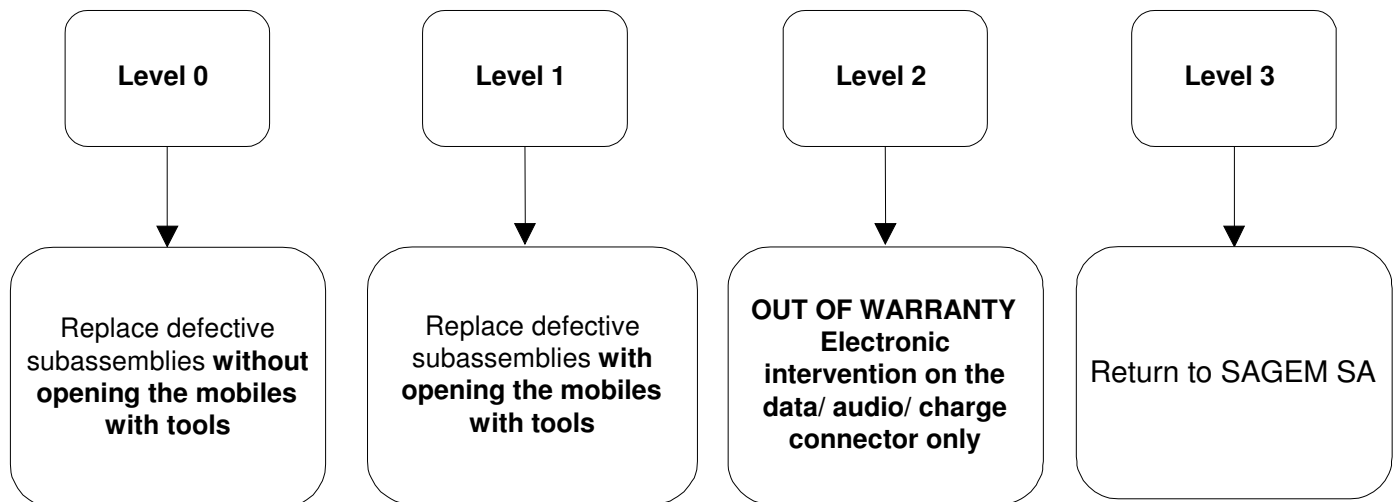 Level 0
Level 1
Level 2
Level 3
Replace defective
subassemblies without
opening the mobiles
with tools
Replace defective
subassemblies with
opening the mobiles
with tools
OUT OF WARRANTY
Electronic
intervention on the
data/ audio/ charge
connector only
Return to SAGEM SA